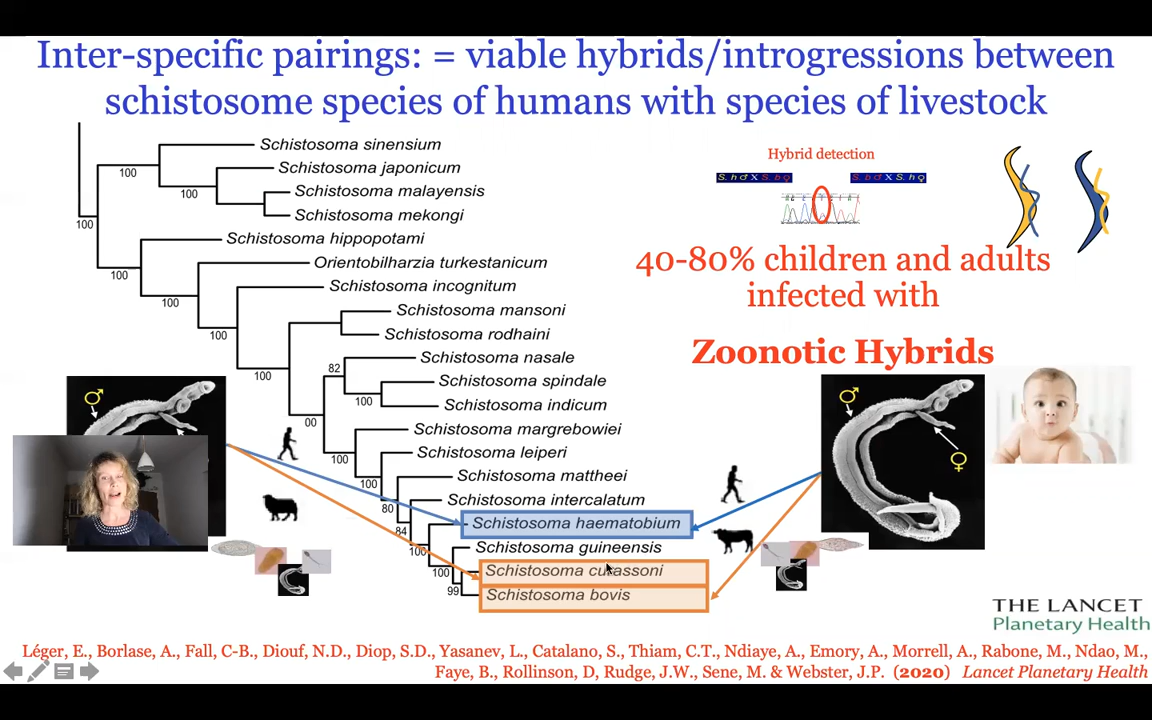 Inter-specific pairings: = viable hybrids/introgressions between
schistosome species of humans with species of livestock
Schistosoma sinensium
Schistosoma japonicum
Schistosoma malayensis
Schistosoma mekongi
Schistosoma hippopotami
Orientobilharzia turkestanicum
Schistosoma incognitum
Schistosoma mansoni
Schistosoma rodhaini
Schistosoma nasale
Schistosoma spindale
Schistosoma indicum
Schistosoma margrebowiei
Schistosoma leiperi
Schistosoma mattheei
Schistosoma intercalatum
Schistosoma haematobium
Schistosoma guineensis
Schistosoma curassoni
Schistosoma bovis
100
100
100
100
100
100
100
82
100
00
100
100
80
84
100
100
99
Hybrid detection
S.h♂XS.b♀
S.b♂XS.h♀
40-80% children and adults
infected with
Zoonotic Hybrids
♂
♂
♀
THE LANCET
Planetary Health
Léger, E., Borlase, A., Fall, C-B., Diouf, N.D., Diop, S.D., Yasanev, L., Catalano, S., Thiam, C.T., Ndiaye, A., Emory, A., Morrell, A., Rabone, M., Ndao, M.,
Faye, B., Rollinson, D, Rudge, J.W., Sene, M. & Webster, J.P. (2020) Lancet Planetary Health